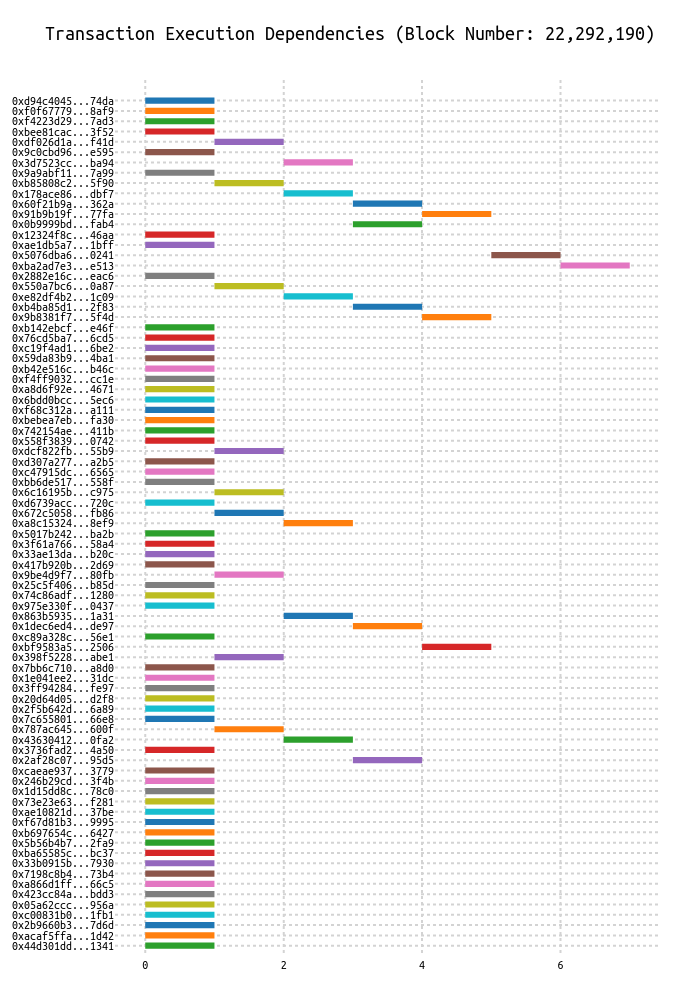 Transaction Execution Dependencies (Block Number: 22,292,190)
0xd94c4045...74da
0xf0f67779...8af9
0xf4223d29...7ad3
0xbee81cac...3f52
0xdf026d1a...f41d
0x9c0cbd96...e595
0x3d7523cc...ba94
0x9a9abf11...7a99
0xb85808c2...5f90
0x178ace86...dbf7
0x60f21b9a...362a
0x91b9b19f...77fa
0x0b9999bd...fab4
0x12324f8c...46aa
0xae1db5a7...1bff
0x5076dba6...0241
0xba2ad7e3...e513
0x2882e16c...eac6
0x550a7bc6...0a87
0xe82df4b2...1c09
0xb4ba85d1...2f83
0x9b8381f7...5f4d
0xb142ebcf...e46f
0x76cd5ba7...6cd5
0xc19f4ad1...6be2
0x59da83b9...4ba1
0xb42e516c...b46c
0xf4ff9032...cc1e
0xa8d6f92e...4671
0x6bdd0bcc...5ec6
0xf68c312a...a111
0xbebea7eb...fa30
0x742154ae...411b
0x558f3839...0742
0xdcf822fb...55b9
0xd307a277...a2b5
0xc47915dc...6565
0xbb6de517...558f
0x6c16195b...c975
0xd6739acc...720c
0x672c5058...fb86
0xa8c15324...8ef9
0x5017b242...ba2b
0x3f61a766...58a4
0x33ae13da...b20c
0x417b920b...2d69
0x9be4d9f7...80fb
0x25c5f406...b85d
0x74c86adf...1280
0x975e330f...0437
0x863b5935...1a31
0x1dec6ed4...de97
0xc89a328c...56e1
0xbf9583a5...2506
0x398f5228...abe1
0x7bb6c710...a8d0
0x1e041ee2...31dc
0x3ff94284...fe97
0x20d64d05...d2f8
0x2f5b642d...6a89
0x7c655801...66e8
0x787ac645...600f
0x43630412...0fa2
0x3736fad2...4a50
0x2af28c07...95d5
0xcaeae937...3779
0x246b29cd...3f4b
0x1d15dd8c...78c0
0x73e23e63...f281
0xae10821d...37be
0xf67d81b3...9995
0xb697654c...6427
0x5b56b4b7...2fa9
0xba65585c...bc37
0x33b0915b...7930
0x7198c8b4...73b4
0xa866d1ff...66c5
0x423cc84a...bdd3
0x05a62ccc...956a
0xc00831b0...1fb1
0x2b9660b3...7d6d
0xacaf5ffa...1d42
0x44d301dd...1341
0 2 4 6